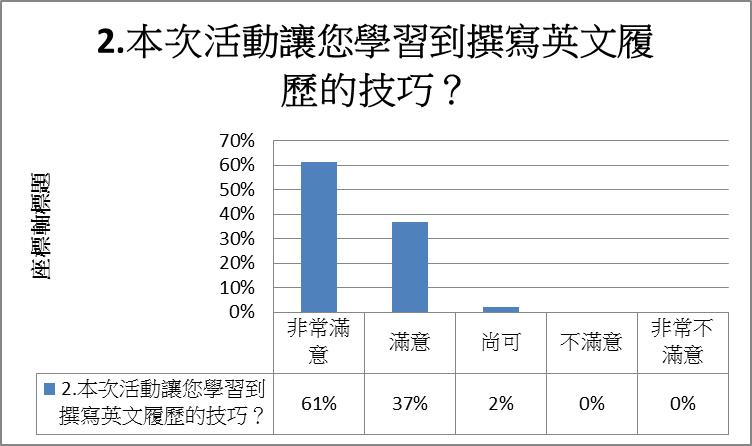 2.本次活動讓您學習到撰寫英文履
歷的技巧？
座標軸標題
70%
60%
50%
40%
30%
20%
10%
0%
非常滿
意
滿意
尚可
不滿意
非常不
滿意
2.本次活動讓您學習到
撰寫英文履歷的技巧？
61%
37%
2%
0%
0%